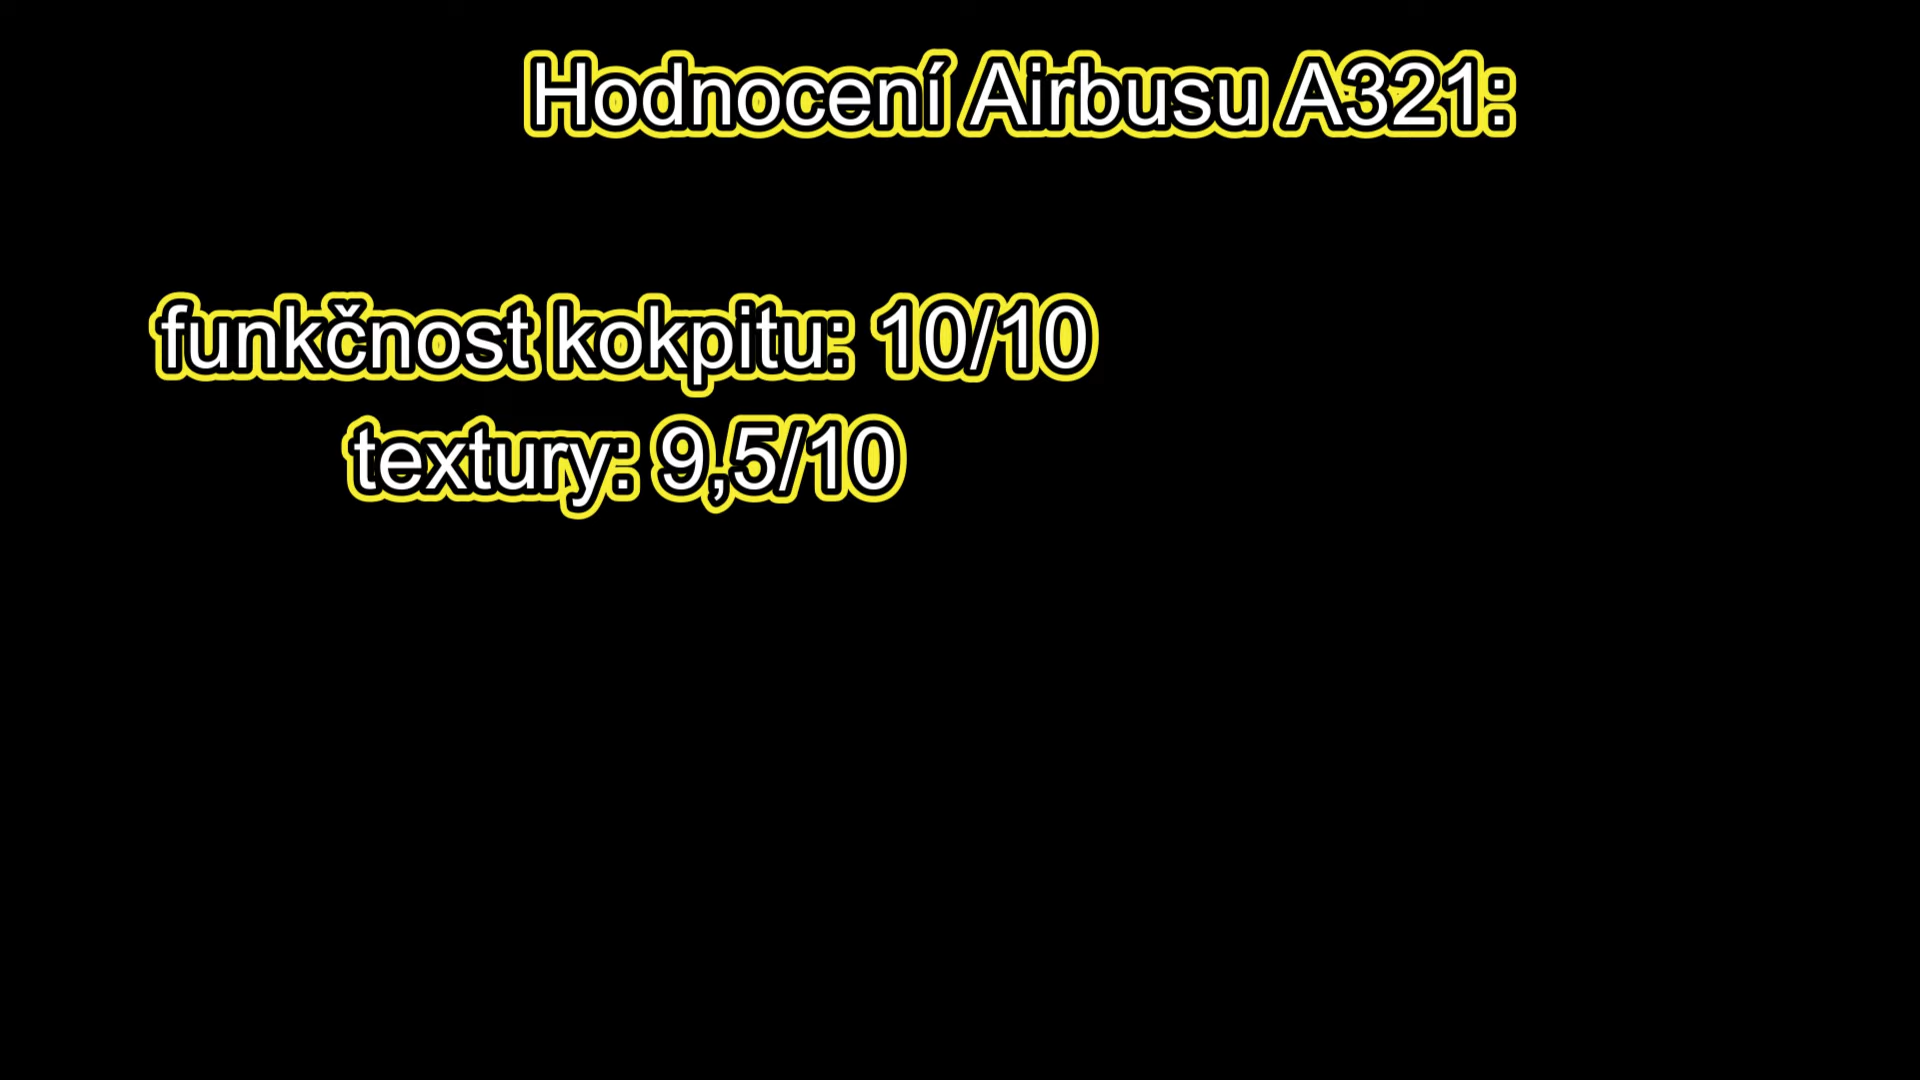 Hodnocení Airbusu A321:
funkčnost kokpitu: 10/10
textury: 9,5/10